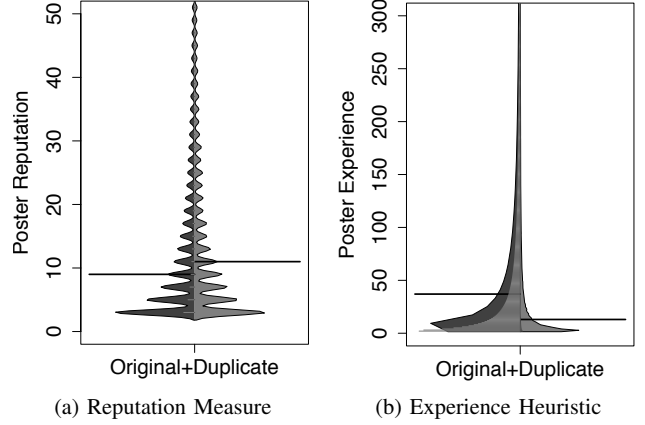 50
40
30
20
10
0
Poster Reputation
Original+Duplicate
(a) Reputation Measure
300
250
200
150
100
50
0
Poster Experience
Original+Duplicate
(b) Experience Heuristic